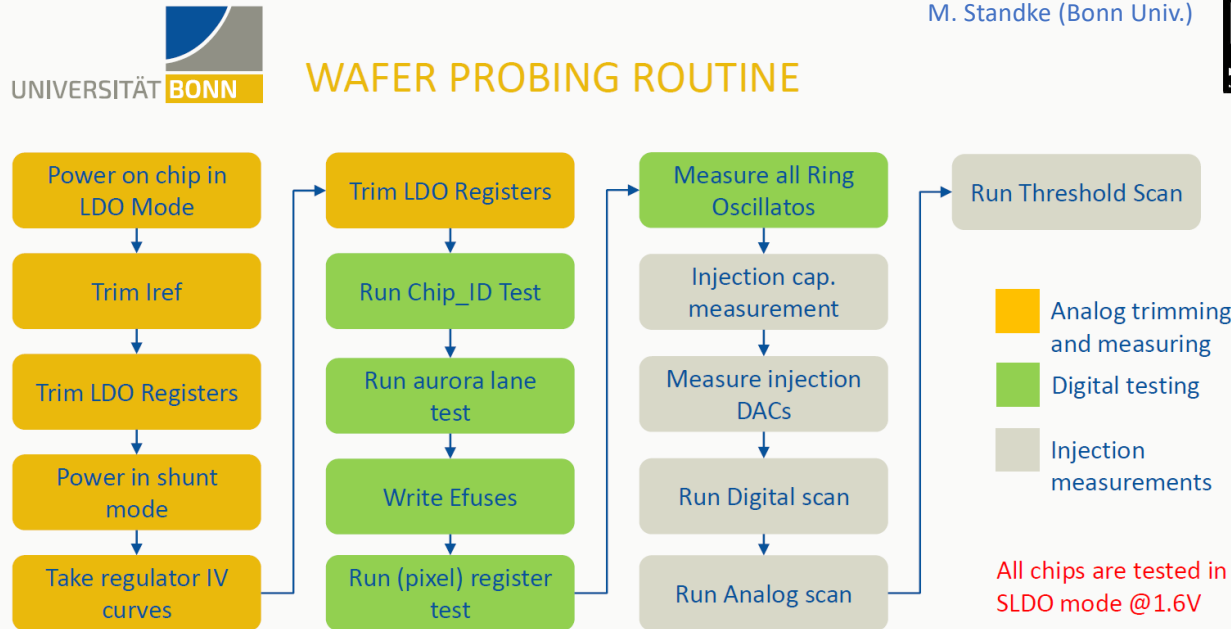 M. Standke (Bonn Univ.)
UNIVERSITÄT BONN
WAFER PROBING ROUTINE
Power on chip in
LDO Mode
Trim Iref
Trim LDO Registers
Power in shunt
mode
Take regulator IV
curves
Trim LDO Registers
Run Chip_ID Test
Run aurora lane
test
Write Efuses
Run (pixel) register
test
Measure all Ring
Oscillatos
Injection cap.
measurement
Measure injection
DACs
Run Digital scan
Run Analog scan
Run Threshold Scan
Analog trimming
and measuring
Digital testing
Injection
measurements
All chips are tested in
SLDO mode @1.6V